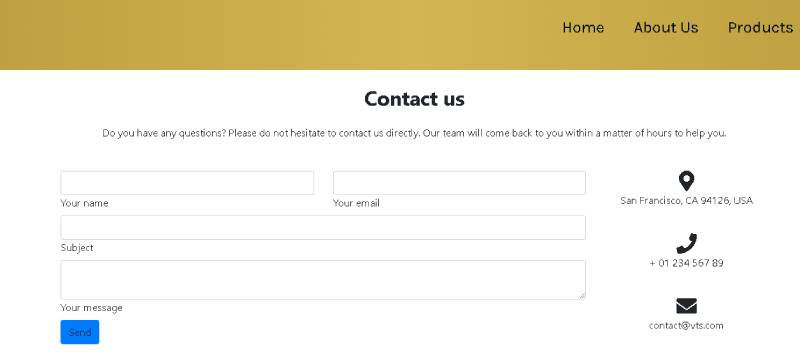 Home About Us Products
Contact us
Do you have any questions? Please do not hesitate to contact us directly. Our team will come back to you within a matter of hours to help you.
Your name
Your email
Subject
Your message
Send
San Francisco, CA 94126, USA
+ 01 234 567 89
contact@vts.com